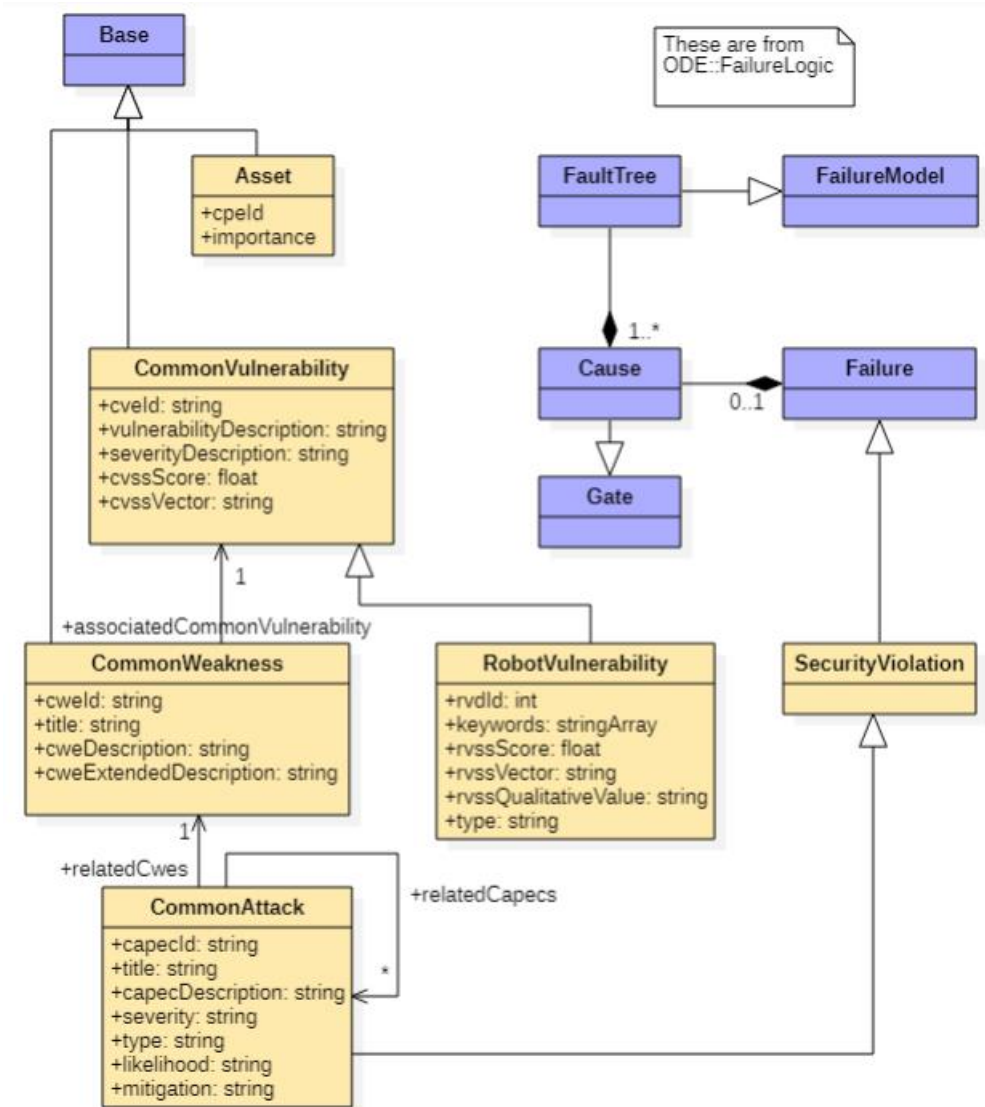 Base
These are from
ODE::FailureLogic
Asset
+cpeId
+importance
FaultTree
FailureModel
1..*
CommonVulnerability
+cveId: string
+vulnerabilityDescription: string
+severityDescription: string
+cvssScore: float
+cvssVector: string
Cause
0..1
Failure
Gate
1
+associatedCommonVulnerability
CommonWeakness
+cweId: string
+title: string
+cweDescription: string
+cweExtendedDescription: string
RobotVulnerability
+rvdId: int
+keywords: stringArray
+rvssScore: float
+rvssVector: string
+rvssQualitativeValue: string
+type: string
SecurityViolation
1
+relatedCwes
+relatedCapecs
*
CommonAttack
+capecId: string
+title: string
+capecDescription: string
+severity: string
+type: string
+likelihood: string
+mitigation: string